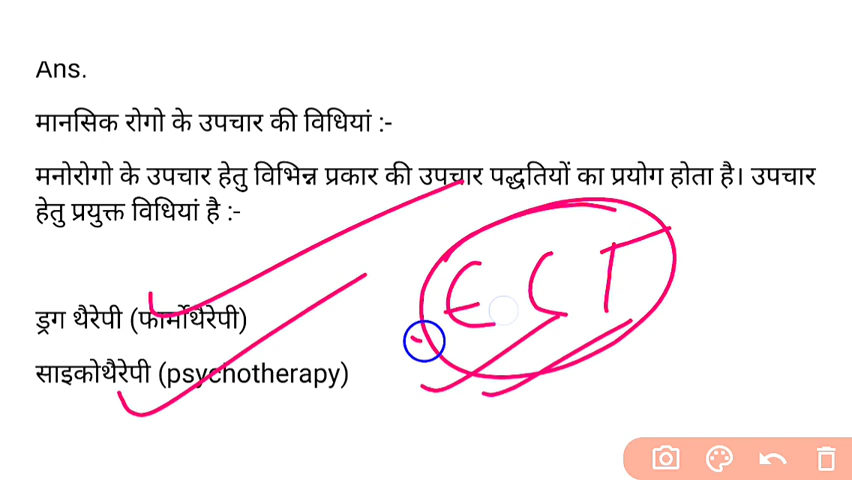 Ans.
मानसिक रोगो के उपचार की विधियां :-
मनोरोगो के उपचार हेतु विभिन्न प्रकार की उपचार पद्धतियों का प्रयोग होता है। उपचार
हेतु प्रयुक्त विधियां है :-
ECT
ड्रग थैरेपी (फार्मोथैरेपी)
साइकोथैरेपी (psychotherapy)